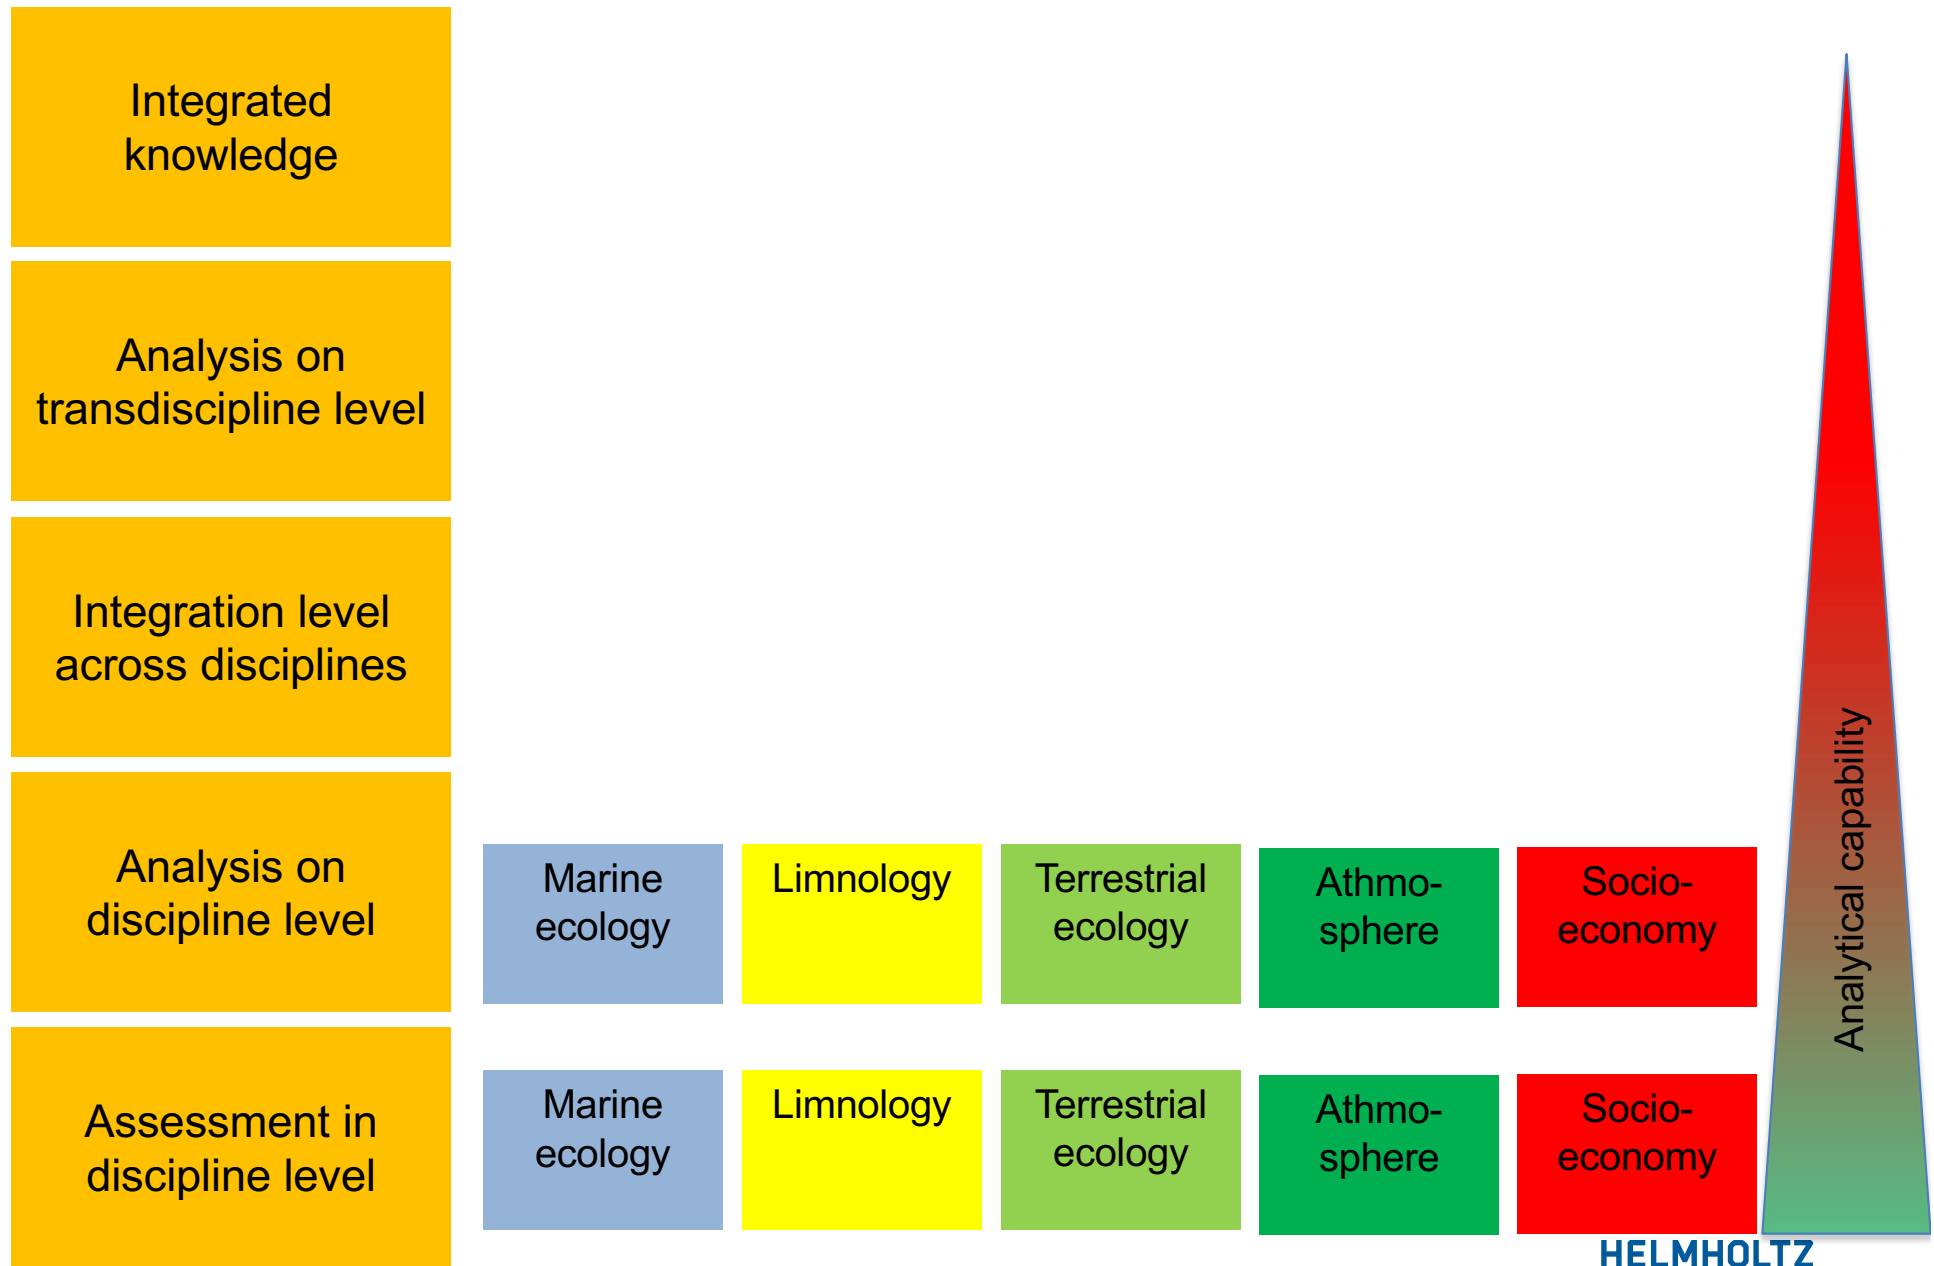 Integrated
knowledge
Analysis on
transdiscipline level
Integration level
across disciplines
Analysis on
discipline level
Marine
ecology
Limnology
Terrestrial
ecology
Athmo-
sphere
Socio-
economy
Assessment in
discipline level
Marine
ecology
Limnology
Terrestrial
ecology
Athmo-
sphere
Socio-
economy
Analytical capability
HELMHOLTZ